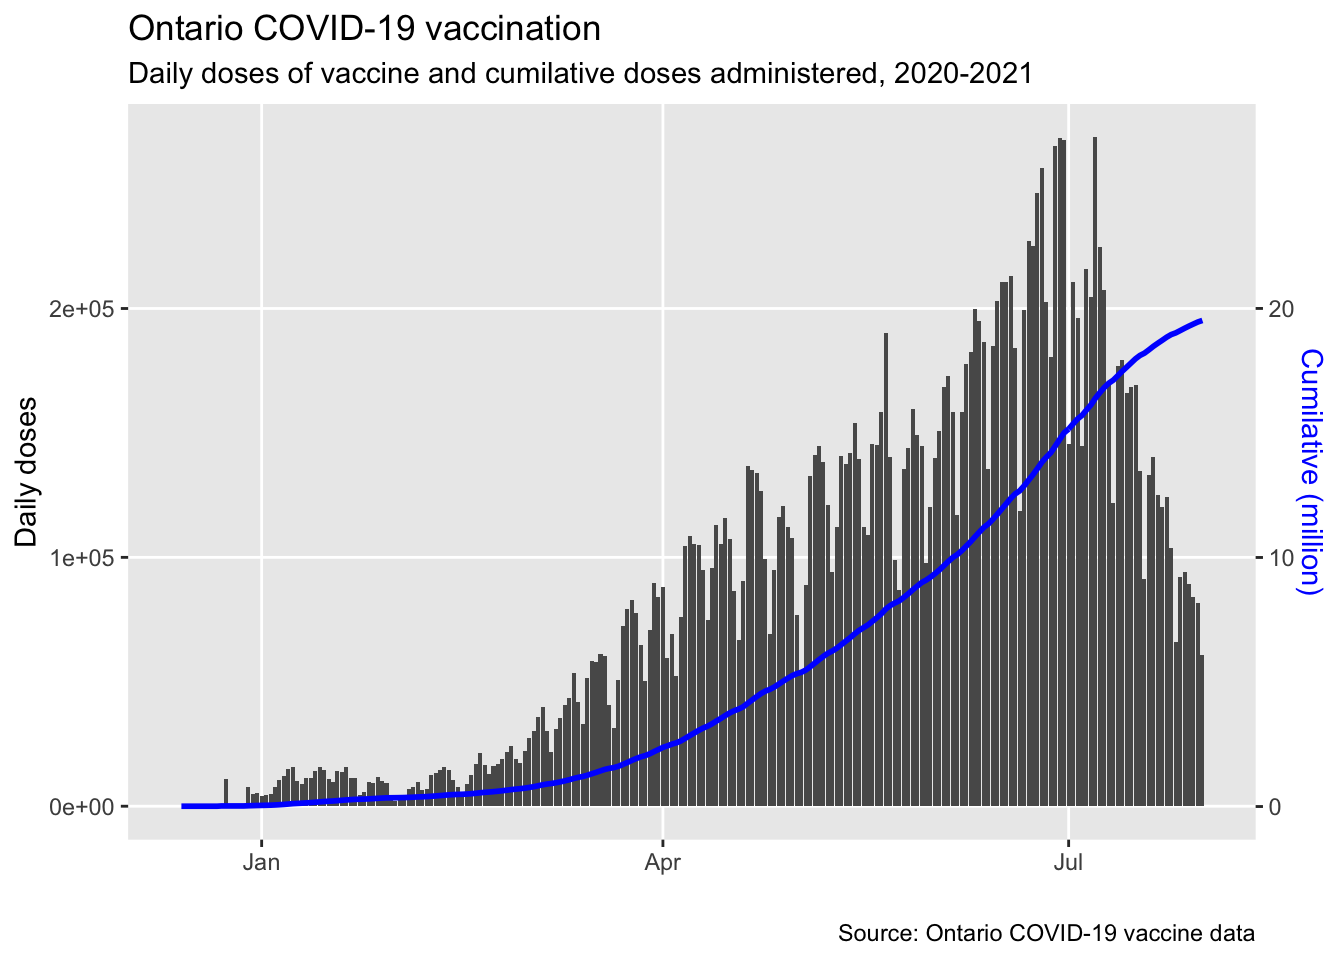 Ontario COVID-19 vaccination
Daily doses of vaccine and cumilative doses administered, 2020-2021
Daily doses
2e+05
1e+05
0e+00
20
10
0
Cumilative (million)
Jan
Apr
Jul
Source: Ontario COVID-19 vaccine data